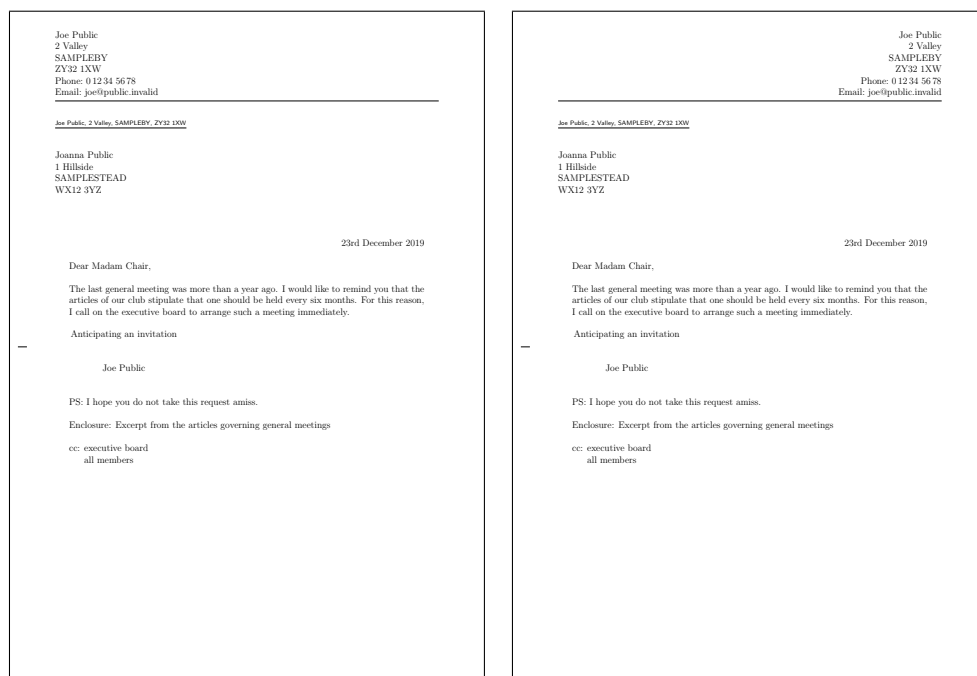 Joe Public
2 Valley
SAMPLEBY
ZY32 1XW
Phone: 0 12 34 56 78
Email: joe@public.invalid
Joe Public, 2 Valley, SAMPLEBY, ZY32 1XW
Joanna Public
1 Hillside
SAMPLESTEAD
WX12 3YZ
23rd December 2019
Dear Madam Chair,
The last general meeting was more than a year ago. I would like to remind you that the
articles of our club stipulate that one should be held every six months. For this reason,
I call on the executive board to arrange such a meeting immediately.
Anticipating an invitation
Joe Public
PS: I hope you do not take this request amiss.
Enclosure: Excerpt from the articles governing general meetings
cc: executive board
all members
Joe Public
2 Valley
SAMPLEBY
ZY32 1XW
Phone: 0 12 34 56 78
Email: joe@public.invalid
Joe Public, 2 Valley, SAMPLEBY, ZY32 1XW
Joanna Public
1 Hillside
SAMPLESTEAD
WX12 3YZ
23rd December 2019
Dear Madam Chair,
The last general meeting was more than a year ago. I would like to remind you that the
articles of our club stipulate that one should be held every six months. For this reason,
I call on the executive board to arrange such a meeting immediately.
Anticipating an invitation
Joe Public
PS: I hope you do not take this request amiss.
Enclosure: Excerpt from the articles governing general meetings
cc: executive board
all members